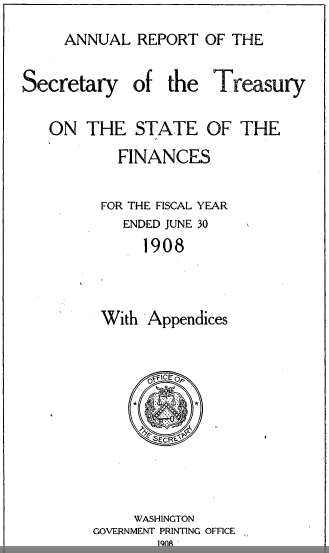 ANNUAL REPORT OF THE
Secretary of the Treasury
ON THE STATE OF THE
FINANCES
FOR THE FISCAL YEAR
ENDED JUNE 30
1908
With Appendices
OFFICE OF
THE SECRETARY
WASHINGTON
GOVERNMENT PRINTING OFFICE
1908